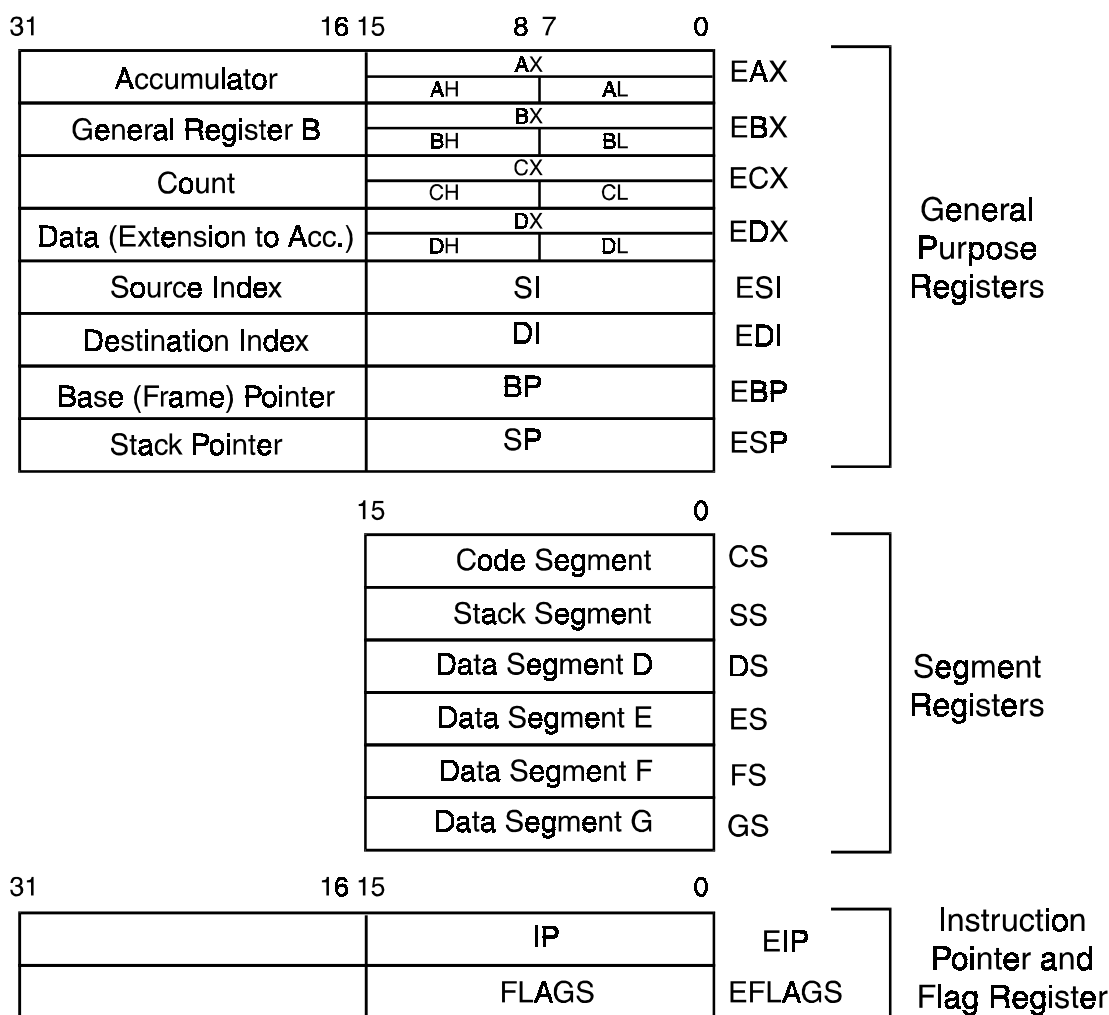 31 16 15 8 7 0
Accumulator AX EAX
AH AL
General Register B BX EBX
BH BL
Count CX ECX
CH CL
Data (Extension to Acc.) DX EDX
DH DL
Source Index SI ESI
Destination Index DI EDI
Base (Frame) Pointer BP EBP
Stack Pointer SP ESP
General
Purpose
Registers
15 0
Code Segment CS
Stack Segment SS
Data Segment D DS
Data Segment E ES
Data Segment F FS
Data Segment G GS
Segment
Registers
31 16 15 0
IP EIP
FLAGS EFLAGS
Instruction
Pointer and
Flag Register